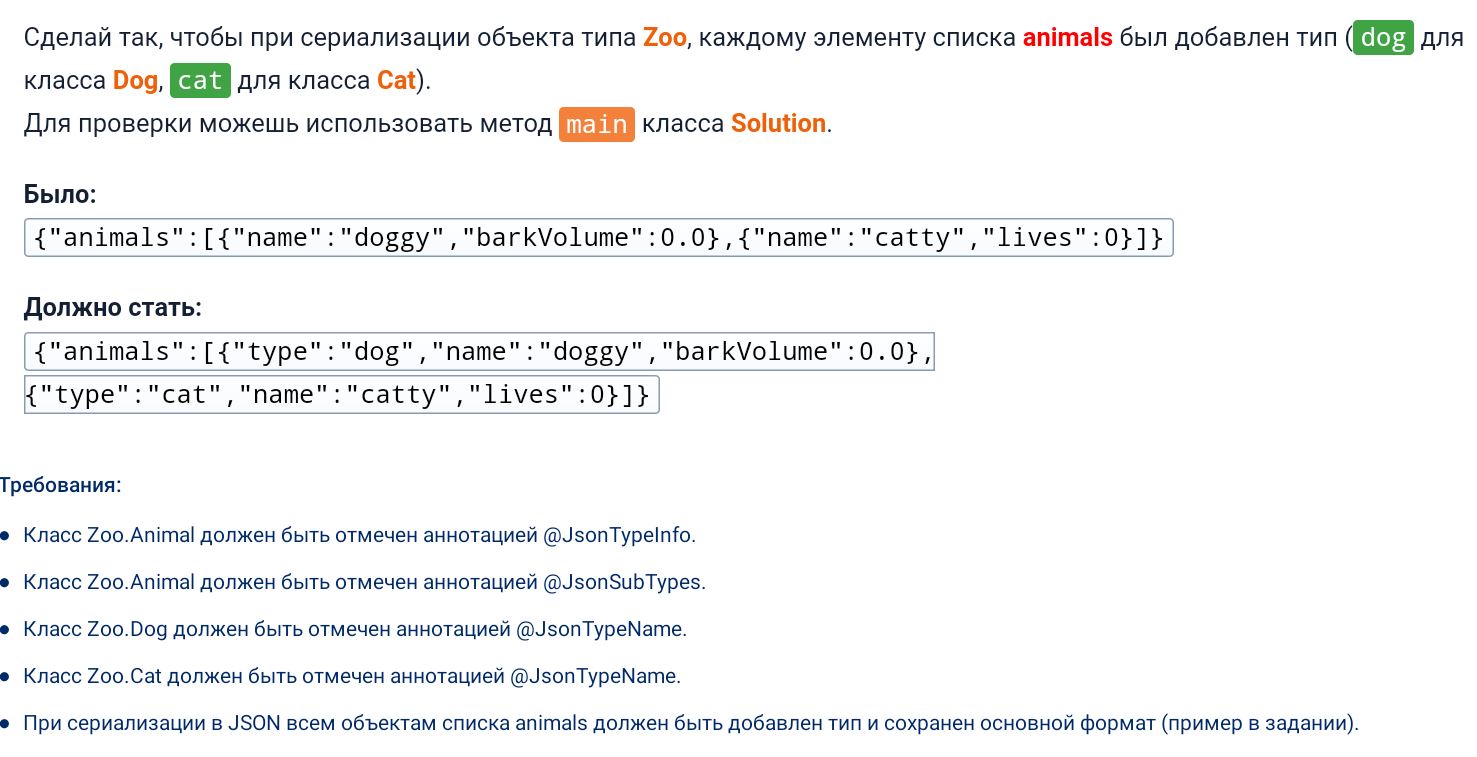 Сделай так, чтобы при сериализации объекта типа Zoo, каждому элементу списка animals был добавлен тип (dog для
класса Dog, cat для класса Cat).
Для проверки можешь использовать метод main класса Solution.
Было:
{"animals":[{"name":"doggy","barkVolume":0.0},{"name":"catty","lives":0}]}
Должно стать:
{"animals":[{"type":"dog","name":"doggy","barkVolume":0.0},
{"type":"cat","name":"catty","lives":0}]}
Требования:
• Класс Zoo.Animal должен быть отмечен аннотацией @JsonTypeInfo.
• Класс Zoo.Animal должен быть отмечен аннотацией @JsonSubTypes.
• Класс Zoo.Dog должен быть отмечен аннотацией @JsonTypeName.
• Класс Zoo.Cat должен быть отмечен аннотацией @JsonTypeName.
• При сериализации в JSON всем объектам списка animals должен быть добавлен тип и сохранен основной формат (пример в задании).